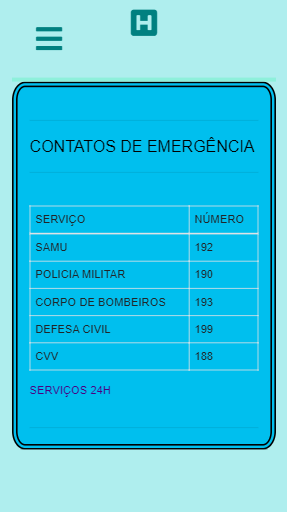 H
CONTATOS DE EMERGÊNCIA
SERVIÇO NÚMERO
SAMU 192
POLICIA MILITAR 190
CORPO DE BOMBEIROS 193
DEFESA CIVIL 199
CVV 188
SERVIÇOS 24H